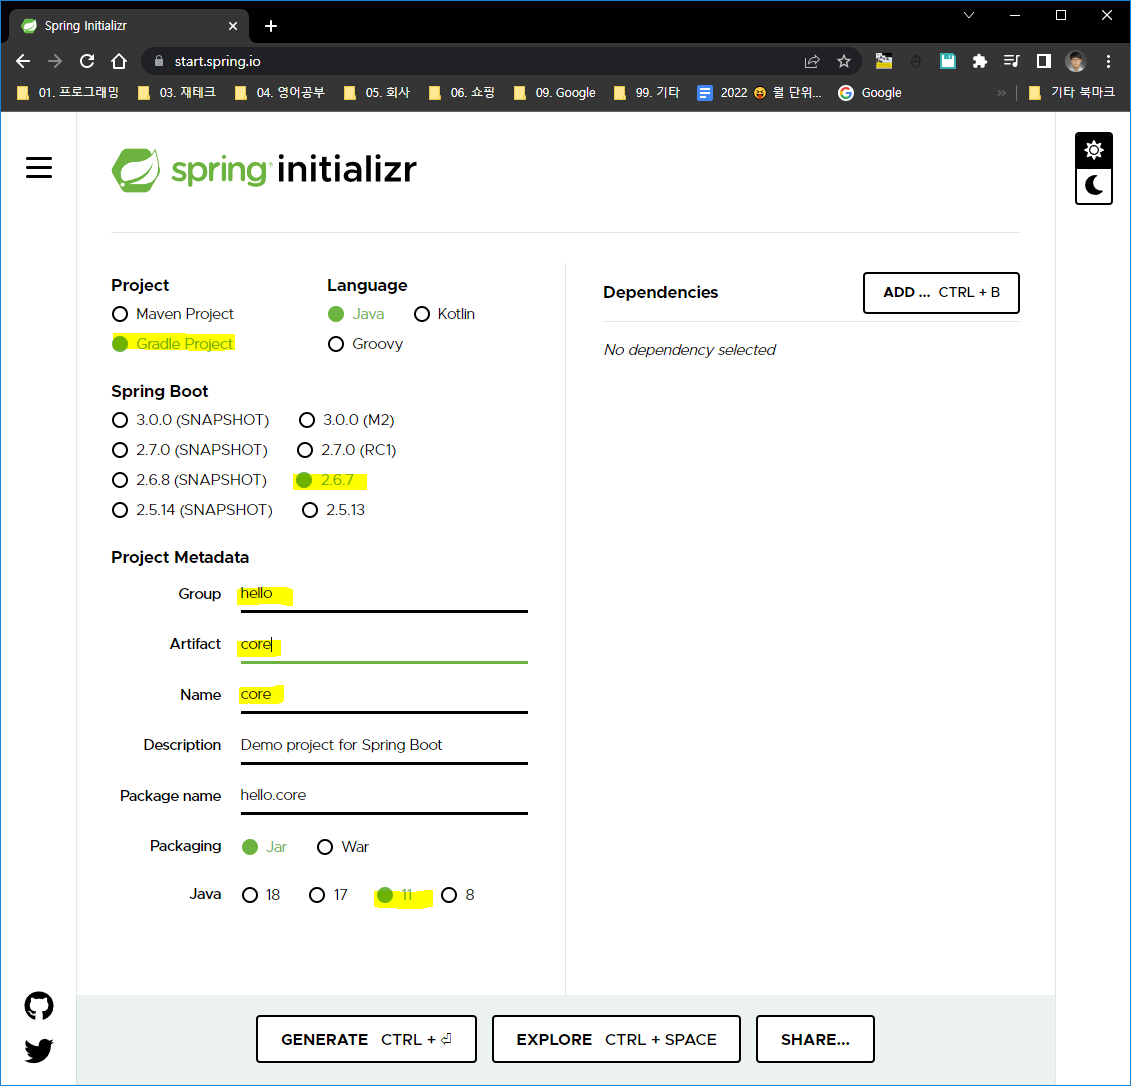 Spring Initializr
start.spring.io
01. 프로그래밍 03. 재테크 04. 영어공부 05. 회사 06. 쇼핑 09. Google 99. 기타 2022 😝 월 단위... Google » 기타 북마크
spring initializr
Project
Maven Project
Gradle Project
Language
Java Kotlin
Groovy
Spring Boot
3.0.0 (SNAPSHOT) 3.0.0 (M2)
2.7.0 (SNAPSHOT) 2.7.0 (RC1)
2.6.8 (SNAPSHOT) 2.6.7
2.5.14 (SNAPSHOT) 2.5.13
Project Metadata
Group hello
Artifact core
Name core
Description Demo project for Spring Boot
Package name hello.core
Packaging Jar War
Java 18 17 11 8
Dependencies
ADD ... CTRL + B
No dependency selected
GENERATE CTRL + ⏎
EXPLORE CTRL + SPACE
SHARE...